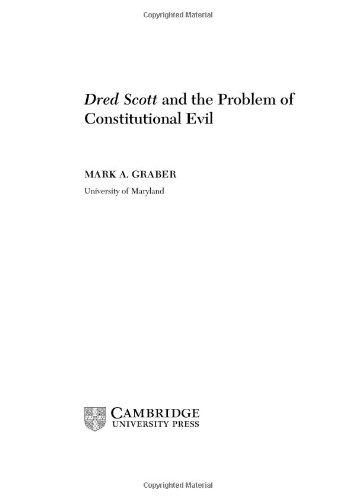 Copyrighted Material
Dred Scott and the Problem of
Constitutional Evil
MARK A. GRABER
University of Maryland
CAMBRIDGE
UNIVERSITY PRESS
Copyrighted Material